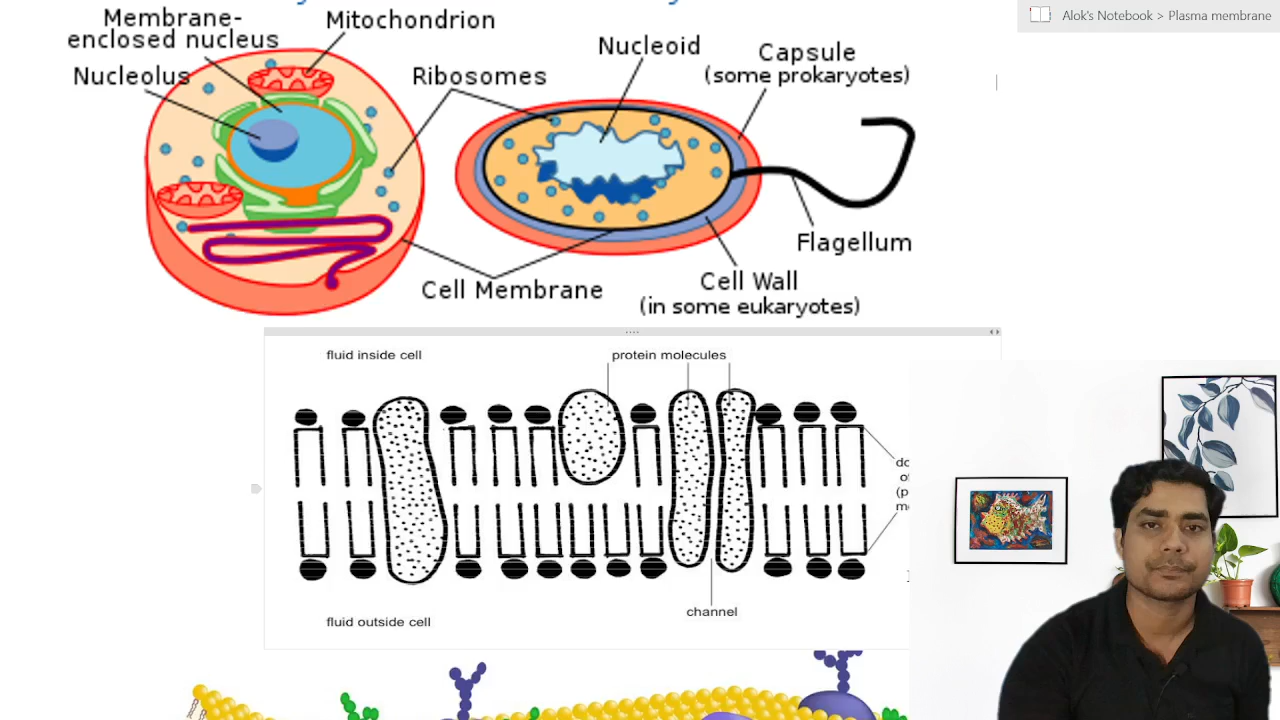 Alok's Notebook > Plasma membrane
Membrane-
enclosed nucleus
Mitochondrion
Nucleolus
Ribosomes
Nucleoid
Capsule
(some prokaryotes)
Flagellum
Cell Membrane
Cell Wall
(in some eukaryotes)
fluid inside cell
protein molecules
channel
fluid outside cell